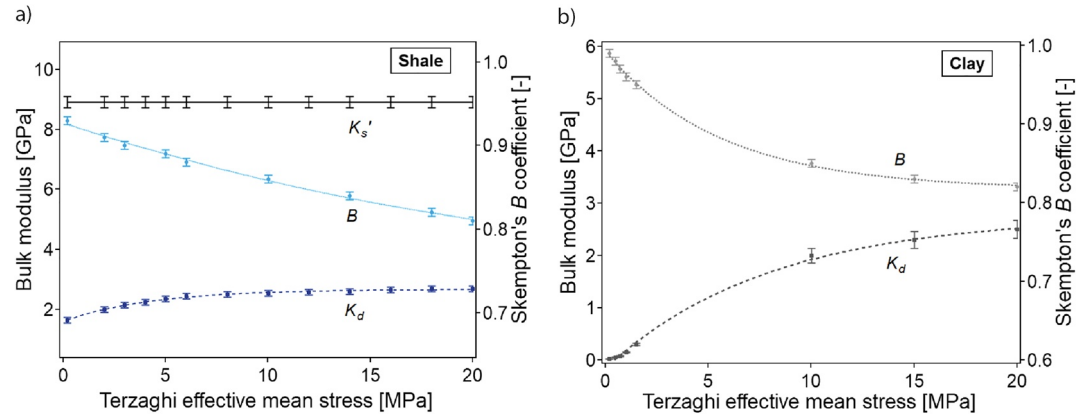 a)
Shale
10
8
6
4
2
1.0
0.9
0.8
0.7
Ks'
B
Kd
Bulk modulus [GPa]
Skempton's B coefficient [-]
0 5 10 15 20
Terzaghi effective mean stress [MPa]
b)
Clay
6
5
4
3
2
1
0
1.0
0.9
0.8
0.7
0.6
B
Kd
Bulk modulus [GPa]
Skempton's B coefficient [-]
0 5 10 15 20
Terzaghi effective mean stress [MPa]